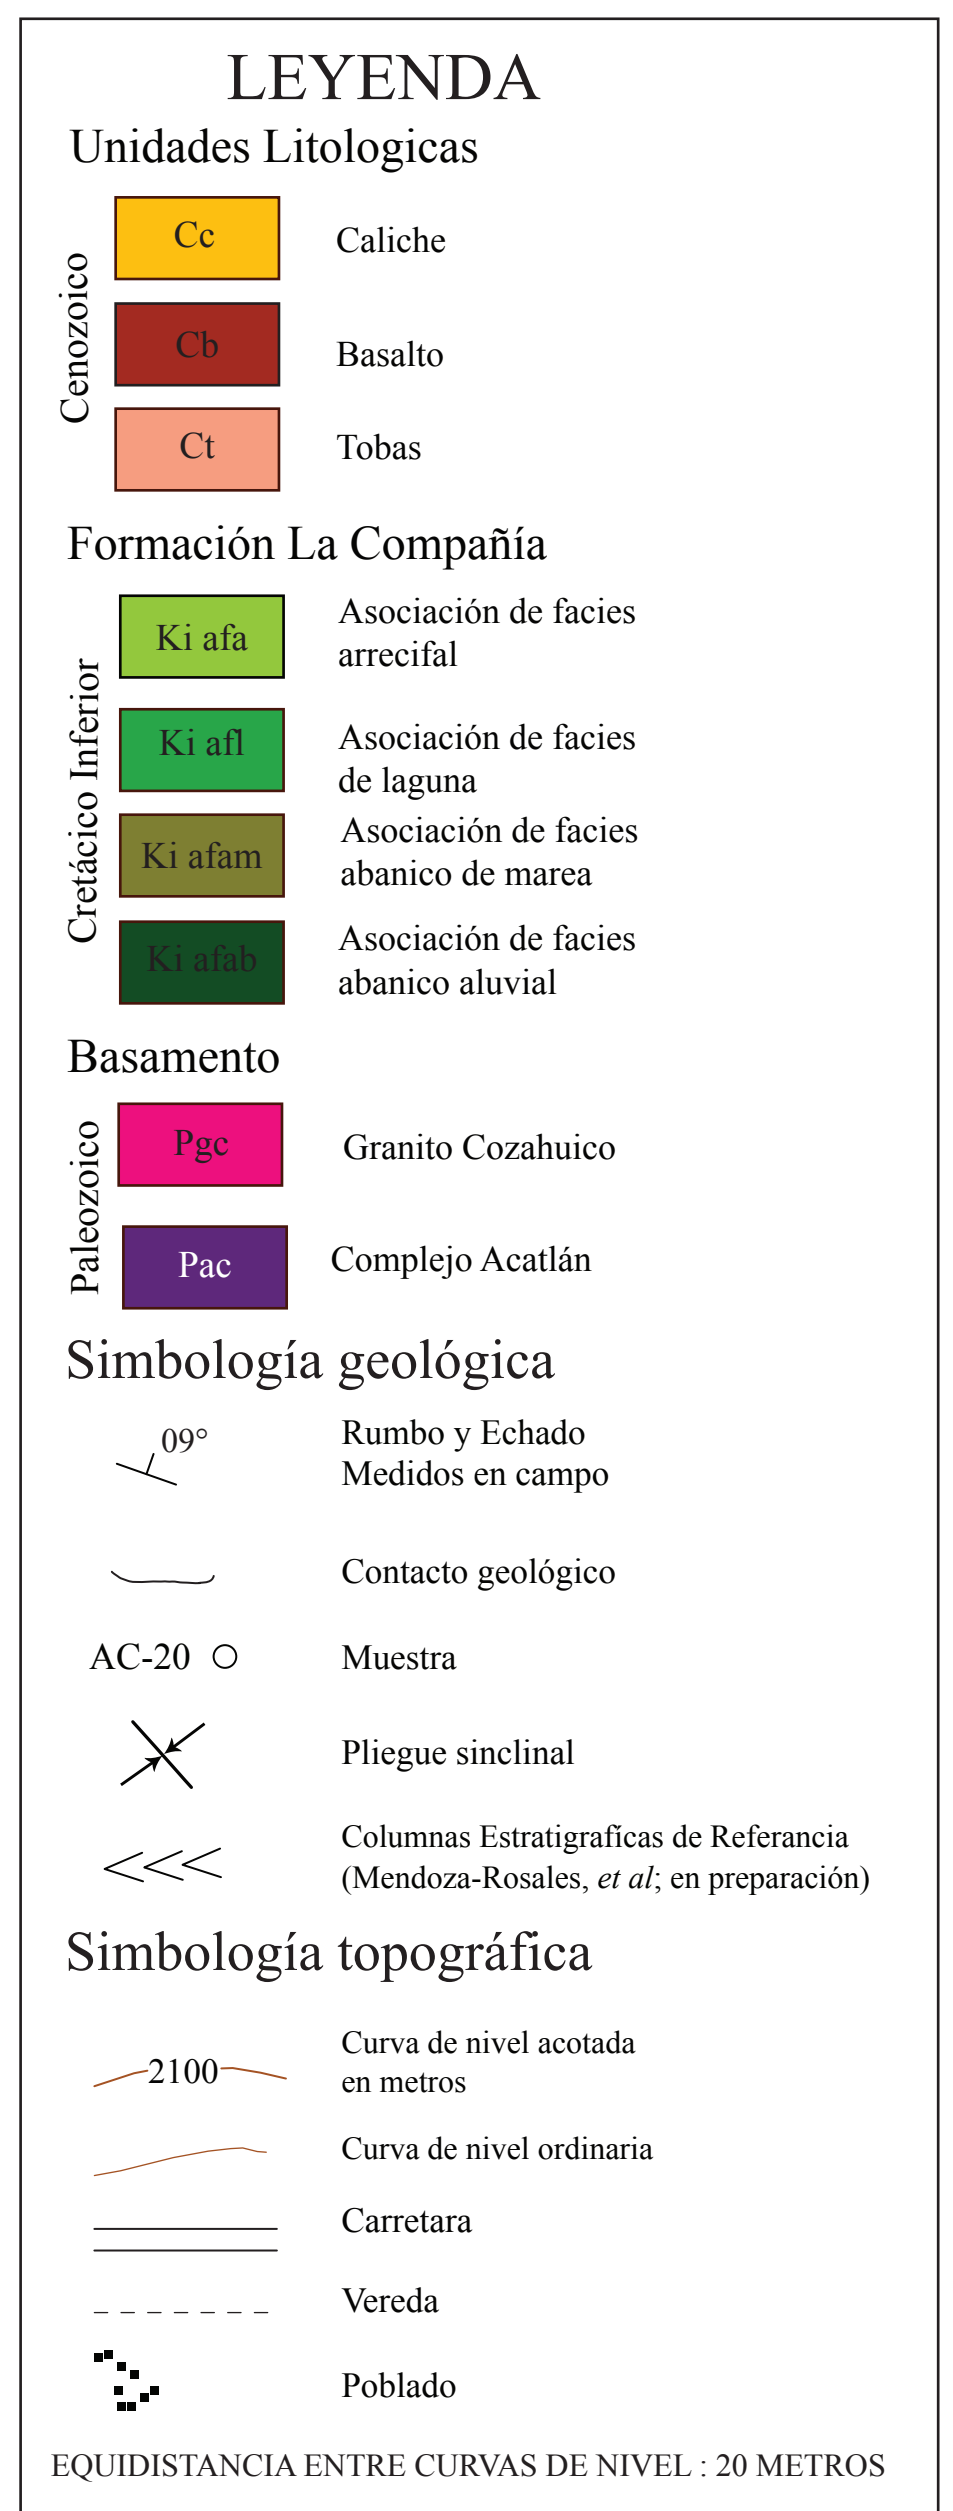 LEYENDA
Unidades Litologicas
Cenozoico
Cc
Caliche
Cb
Basalto
Ct
Tobas
Formación La Compañía
Cretácico Inferior
Ki afa
Asociación de facies
arrecifal
Ki afl
Asociación de facies
de laguna
Ki afam
Asociación de facies
abanico de marea
Ki afab
Asociación de facies
abanico aluvial
Basamento
Paleozoico
Pgc
Granito Cozahuico
Pac
Complejo Acatlán
Simbología geológica
09°
Rumbo y Echado
Medidos en campo
Contacto geológico
AC-20
Muestra
Pliegue sinclinal
Columnas Estratigrafícas de Referancia
(Mendoza-Rosales, et al; en preparación)
Simbología topográfica
2100
Curva de nivel acotada
en metros
Curva de nivel ordinaria
Carretara
Vereda
Poblado
EQUIDISTANCIA ENTRE CURVAS DE NIVEL : 20 METROS